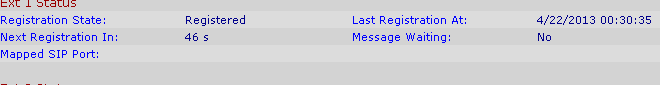 Ext 1 Status
Registration State: Registered Last Registration At: 4/22/2013 00:30:35
Next Registration In: 46 s Message Waiting: No
Mapped SIP Port: